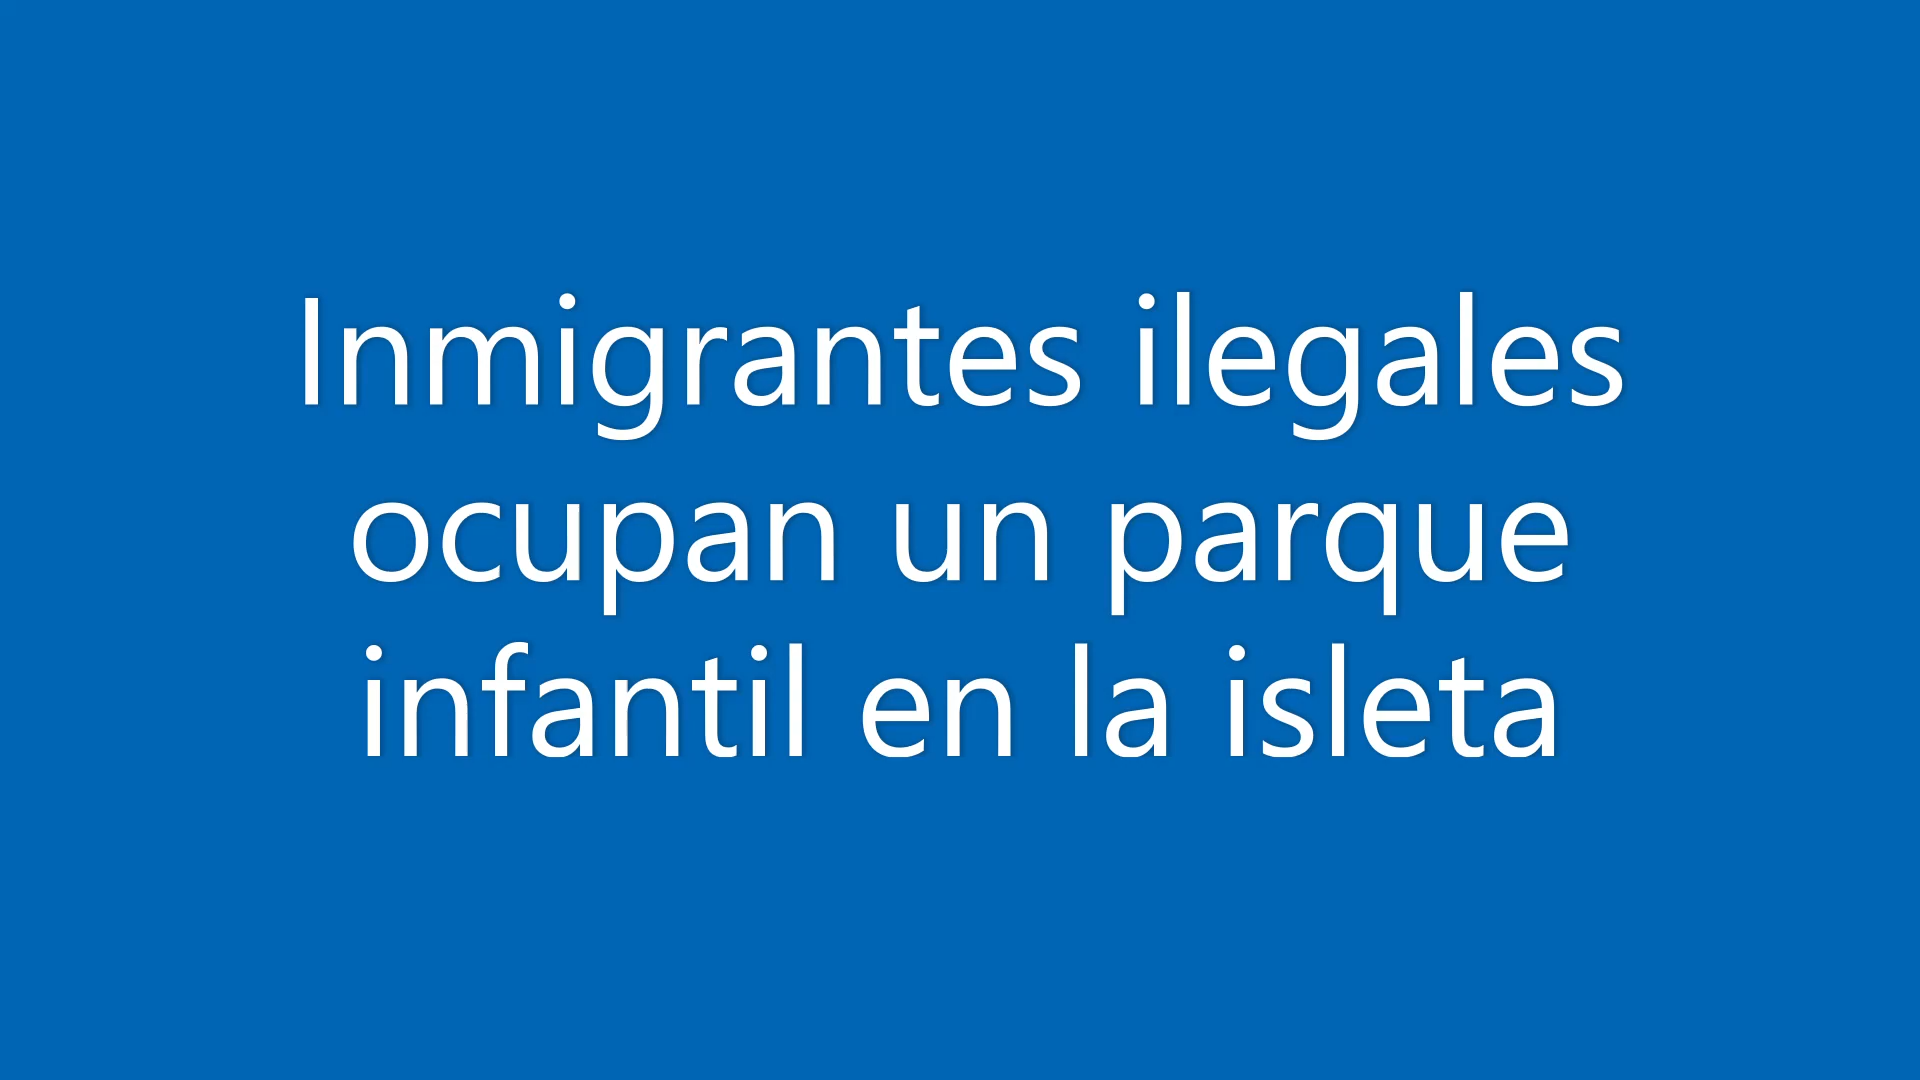 Inmigrantes ilegales
ocupan un parque
infantil en la isleta